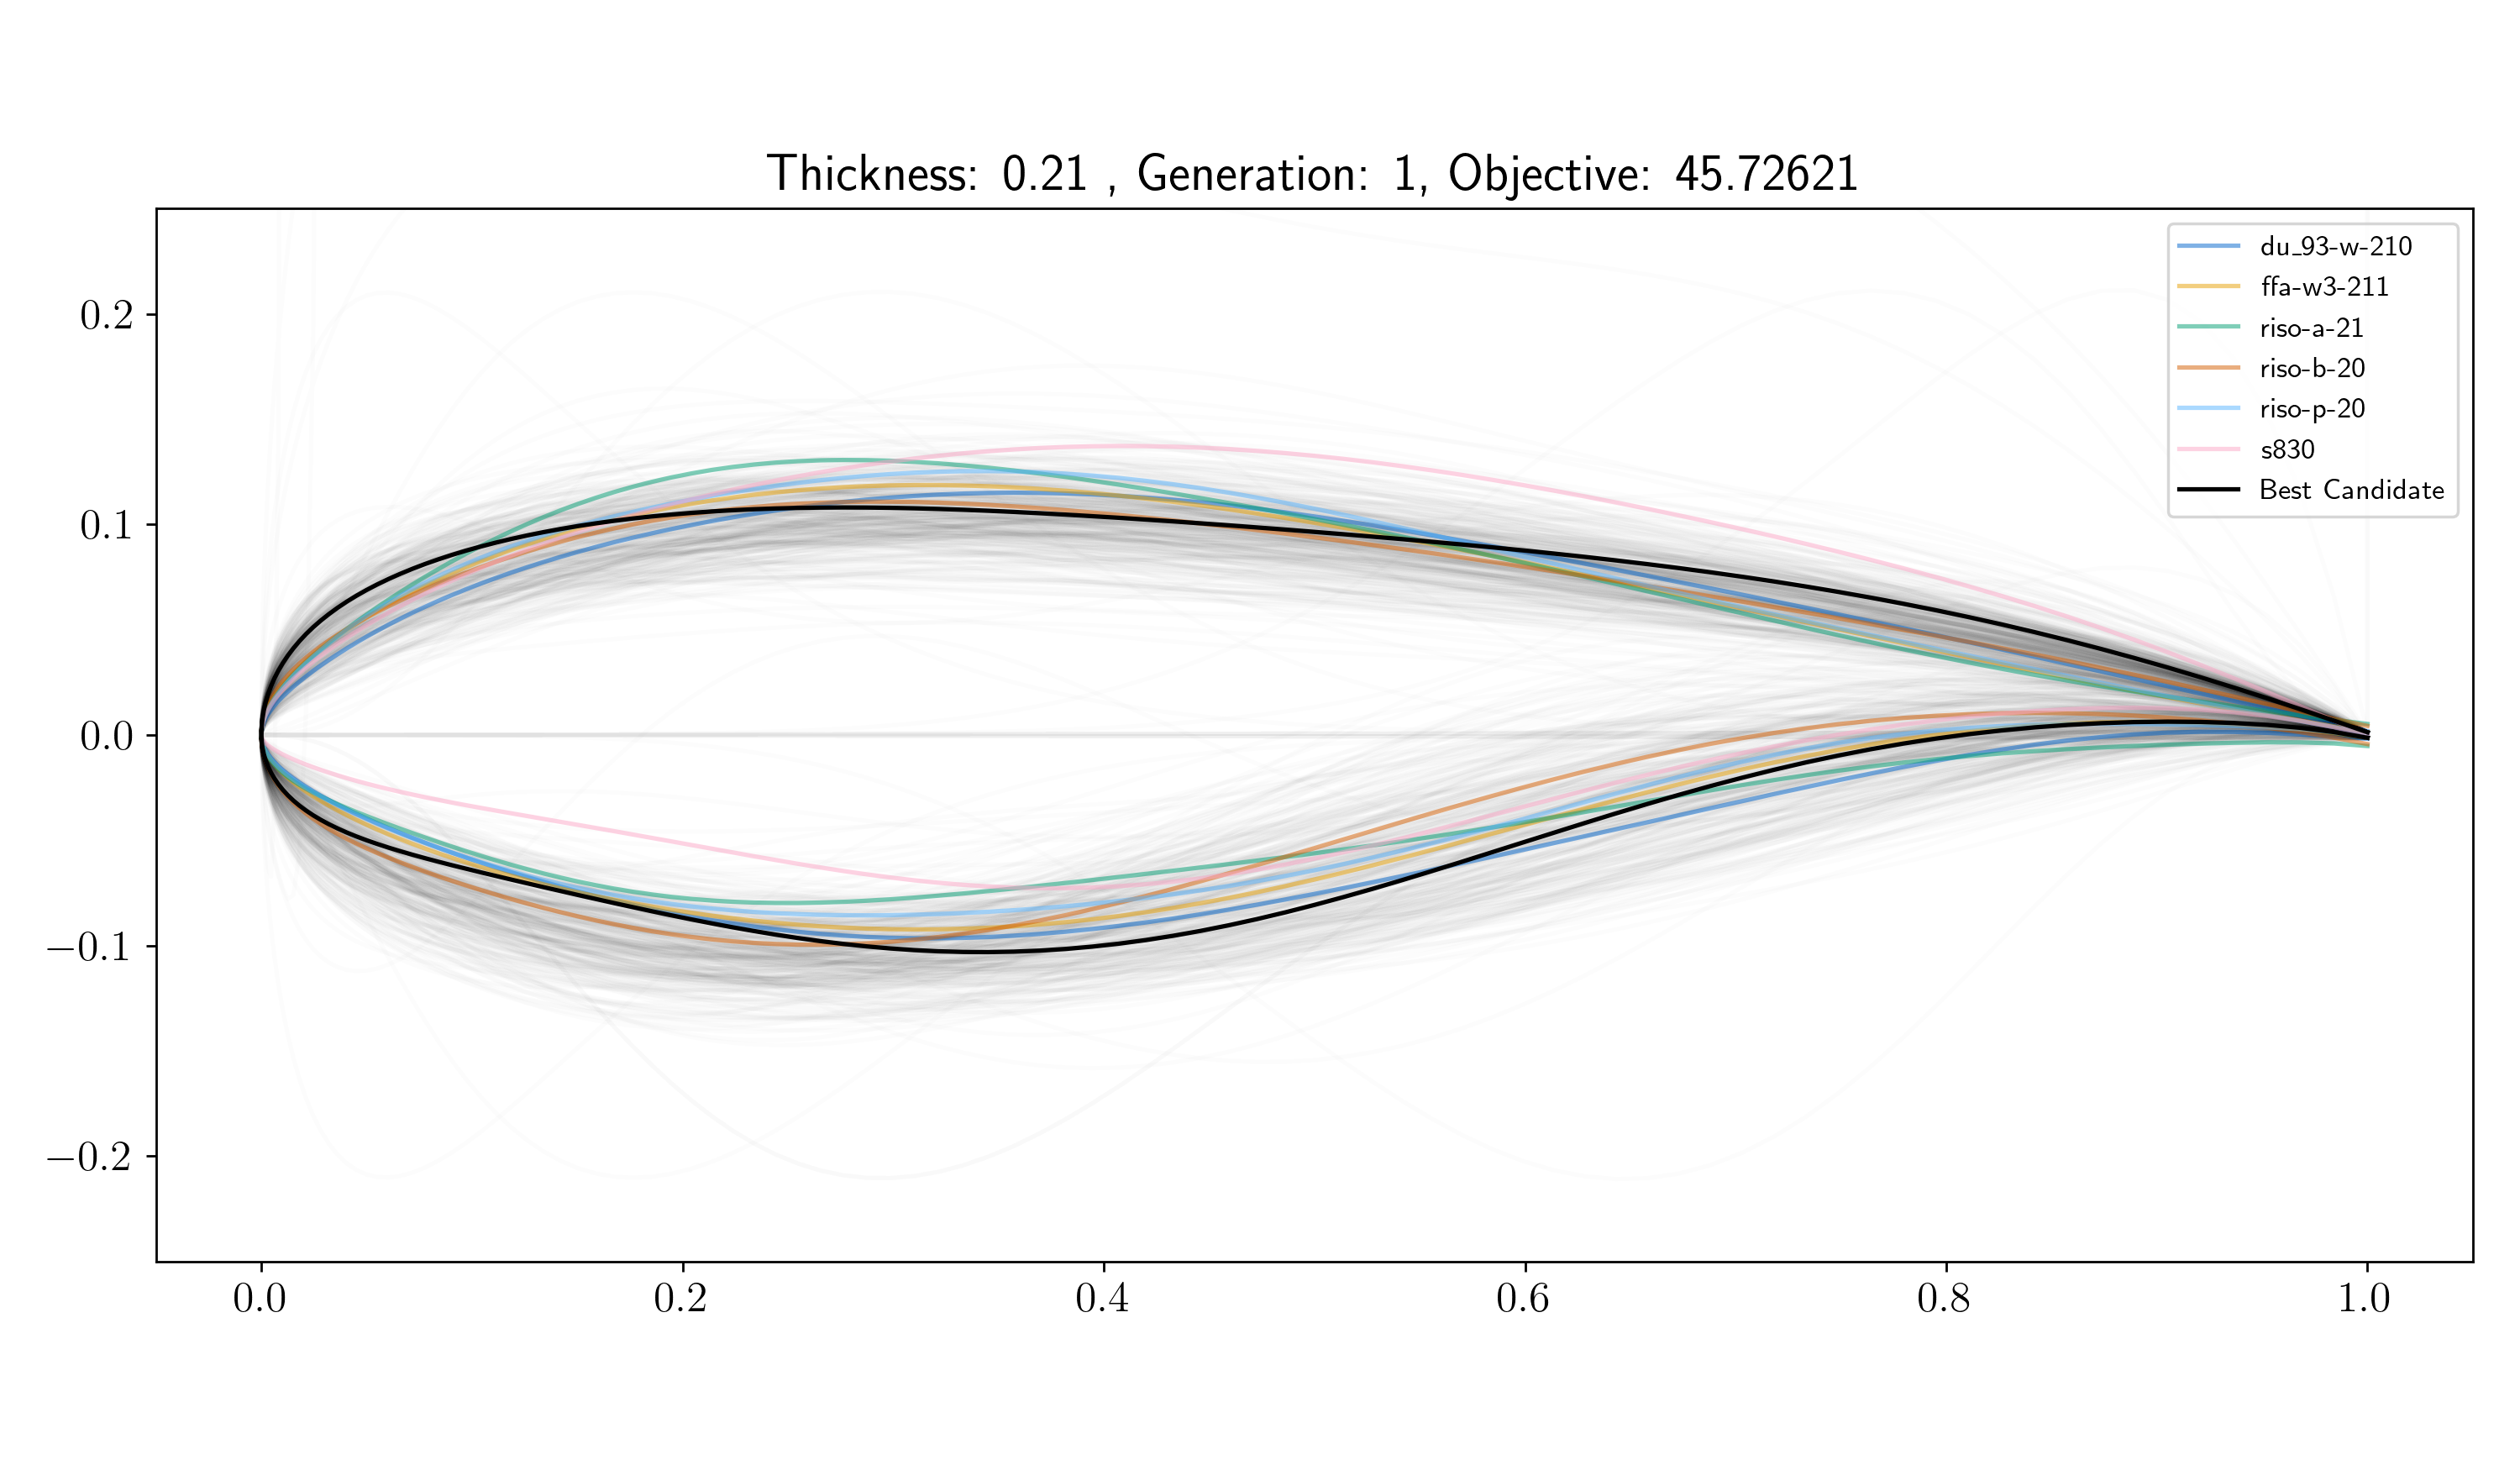 Thickness: 0.21 , Generation: 1, Objective: 45.72621
du_93-w-210
ffa-w3-211
riso-a-21
riso-b-20
riso-p-20
s830
Best Candidate
0.2
0.1
0.0
−0.1
−0.2
0.0 0.2 0.4 0.6 0.8 1.0